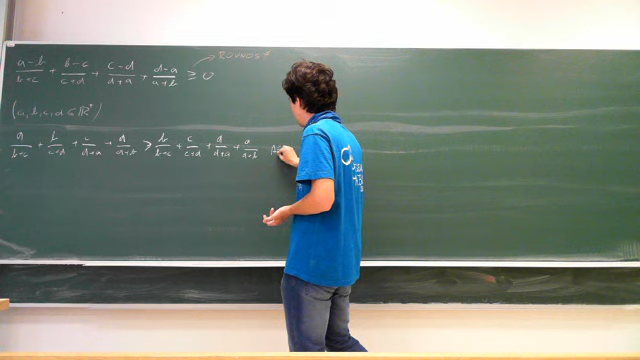 a-b/b+c + b-c/c+d + c-d/d+a + d-a/a+b ≥ 0
(a,b,c,d ∈ ℝ⁺)
a/b+c + b/c+d + c/d+a + d/a+b ≥ b/b+c + c/c+d + d/d+a + a/a+b